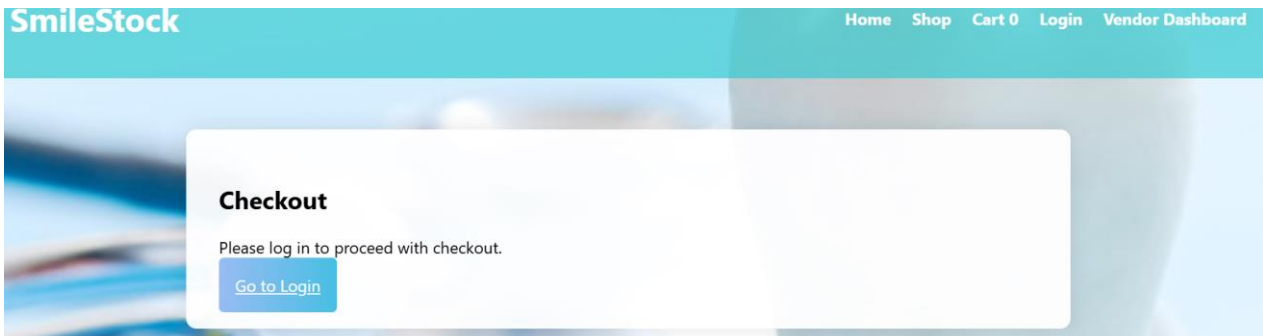 SmileStock
Home Shop Cart 0 Login Vendor Dashboard
Checkout
Please log in to proceed with checkout.
Go to Login